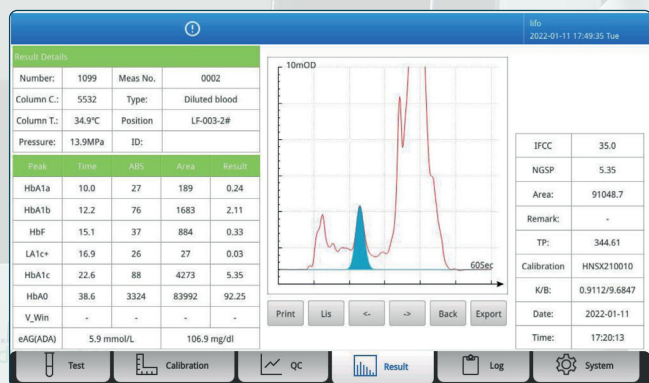 lifo
2022-01-11 17:49:35 Tue
Result Details
Number: 1099 Meas No. 0002
Column C.: 5532 Type: Diluted blood
Column T.: 34.9℃ Position LF-003-2#
Pressure: 13.9MPa ID:
Peak Time ABS Area Result
HbA1a 10.0 27 189 0.24
HbA1b 12.2 76 1683 2.11
HbF 15.1 37 884 0.33
LA1c+ 16.9 26 27 0.03
HbA1c 22.6 88 4273 5.35
HbA0 38.6 3324 83992 92.25
V_Win - - - -
eAG(ADA) 5.9 mmol/L 106.9 mg/dl
10mOD
60Sec
Print Lis <- -> Back Export
IFCC 35.0
NGSP 5.35
Area: 91048.7
Remark: -
TP: 344.61
Calibration HNSX210010
K/B: 0.9112/9.6847
Date: 2022-01-11
Time: 17:20:13
Test Calibration QC Result Log System